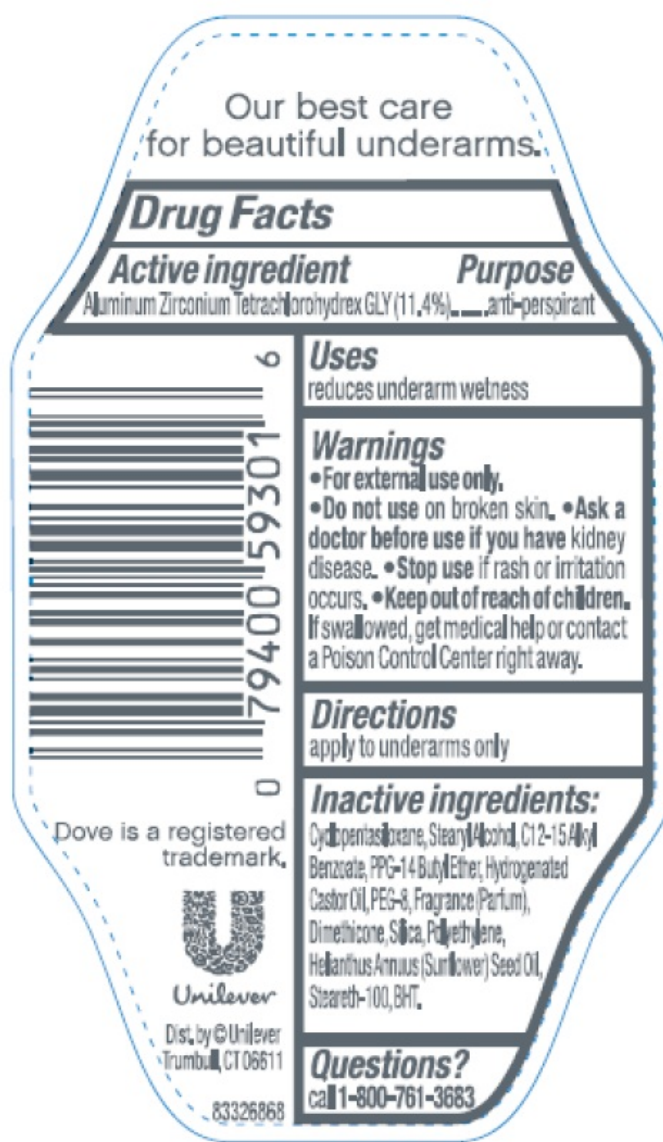 Our best care
for beautiful underarms.
Drug Facts
Active ingredient Purpose
Aluminum Zirconium Tetrachlorohydrex GLY (11.4%)......anti-perspirant
Uses
reduces underarm wetness
Warnings
•For external use only.
•Do not use on broken skin. •Ask a
doctor before use if you have kidney
disease. •Stop use if rash or irritation
occurs. •Keep out of reach of children.
If swallowed, get medical help or contact
a Poison Control Center right away.
Directions
apply to underarms only
Inactive ingredients:
Cyclopentasiloxane, Stearyl Alcohol, C12-15 Alkyl
Benzoate, PPG-14 Butyl Ether, Hydrogenated
Castor Oil, PEG-8, Fragrance (Parfum),
Dimethicone, Silica, Polyethylene,
Helianthus Annuus (Sunflower) Seed Oil,
Steareth-100, BHT.
Questions?
call 1-800-761-3683
0 79400 59301 6
Dove is a registered
trademark.
Unilever
Dist. by © Unilever
Trumbull, CT 06611
83326868